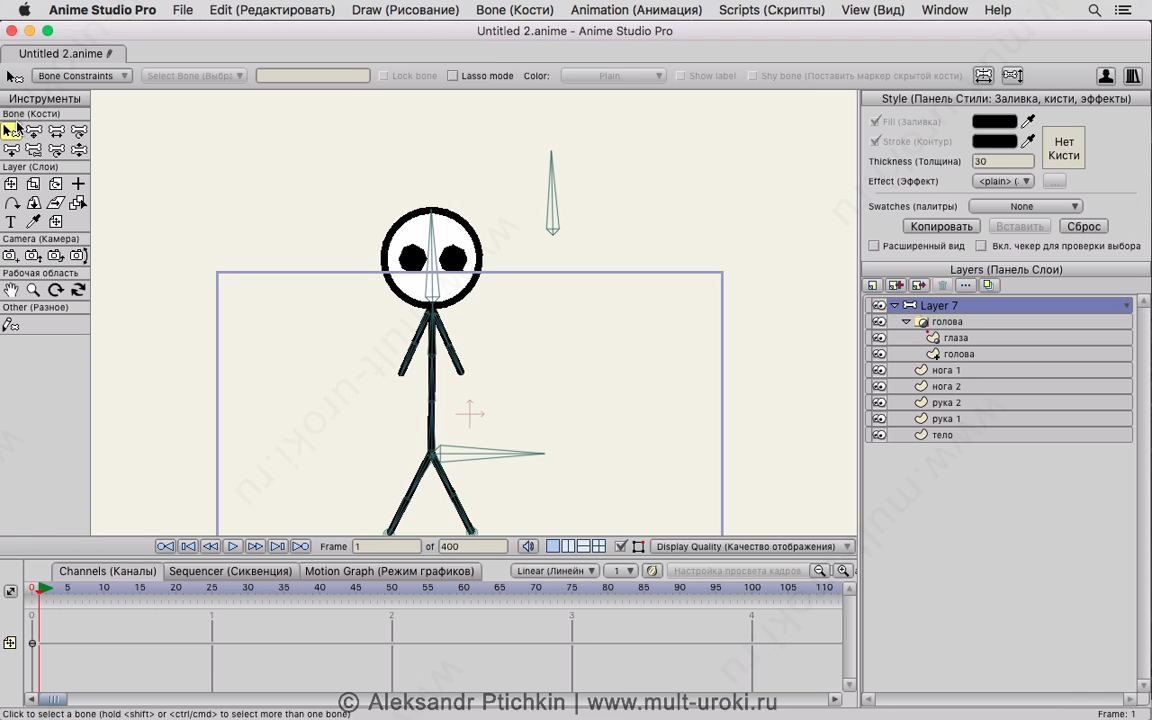 Anime Studio Pro File Edit (Редактировать) Draw (Рисование) Bone (Кости) Animation (Анимация) Scripts (Скрипты) View (Вид) Window Help
Untitled 2.anime - Anime Studio Pro
Untitled 2.anime
Bone Constraints Select Bone (Выбра Lock bone Lasso mode Color: Plain Show label Shy bone (Поставить маркер скрытой кости)
Инструменты
Bone (Кости)
Layer (Слои)
T
Camera (Камера)
Рабочая область
Other (Разное)
Style (Панель Стили: Заливка, кисти, эффекты)
Fill (Заливка)
Stroke (Контур)
Нет
Кисти
Thickness (Толщина) 30
Effect (Эффект) <plain> (
Swatches (палитры) None
Копировать Вставить Сброс
Расширенный вид Вкл. чекер для проверки выбора
Layers (Панель Слои)
Layer 7
голова
глаза
голова
нога 1
нога 2
рука 2
рука 1
тело
Frame 1 of 400 Display Quality (Качество отображения)
Channels (Каналы) Sequencer (Сиквенция) Motion Graph (Режим графиков) Linear (Линейн 1 Настройка просвета кадров
0 5 10 15 20 25 30 35 40 45 50 55 60 65 70 75 80 85 90 95 100 105 110
0 1 2 3 4
© Aleksandr Ptichkin | www.mult-uroki.ru
Click to select a bone (hold <shift> or <ctrl/cmd> to select more than one bone) Frame: 1